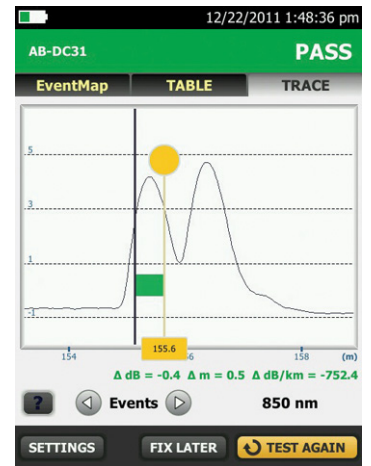 12/22/2011 1:48:36 pm
AB-DC31 PASS
EventMap TABLE TRACE
5
3
1
-1
154 155.6 6 158 (m)
Δ dB = -0.4 Δ m = 0.5 Δ dB/km = -752.4
? Events 850 nm
SETTINGS FIX LATER TEST AGAIN